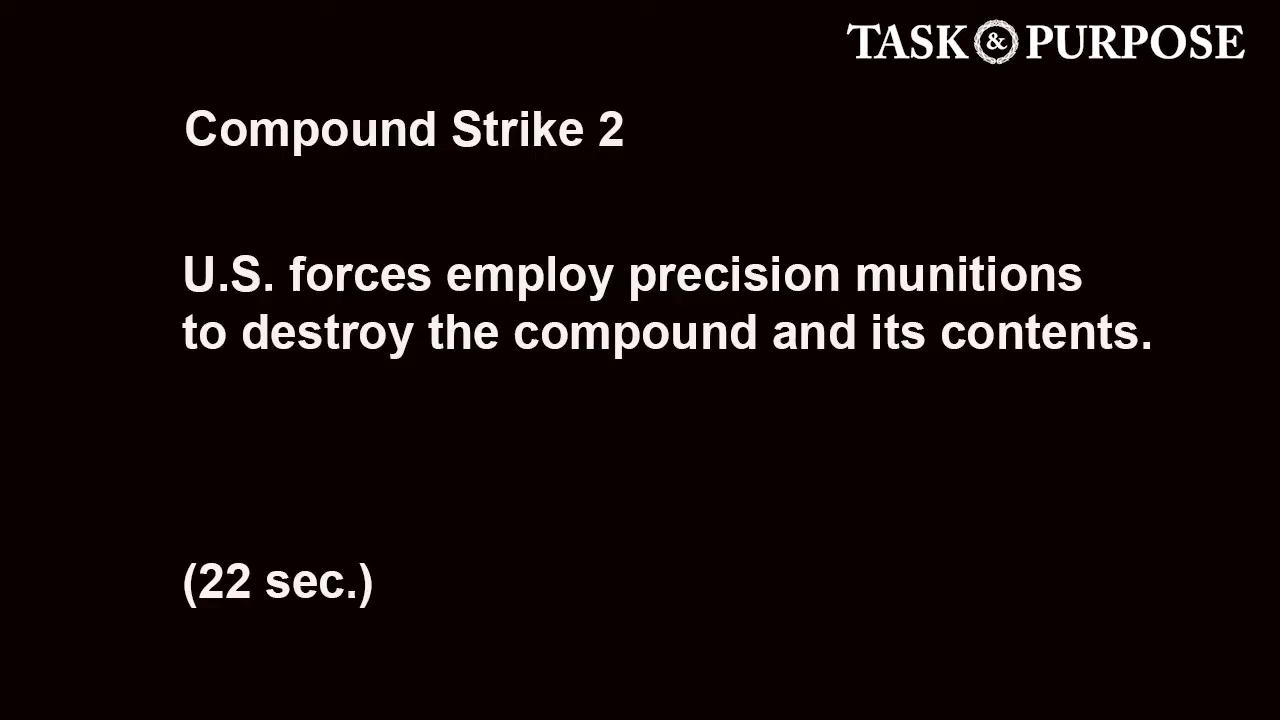 TASK & PURPOSE
Compound Strike 2
U.S. forces employ precision munitions
to destroy the compound and its contents.
(22 sec.)